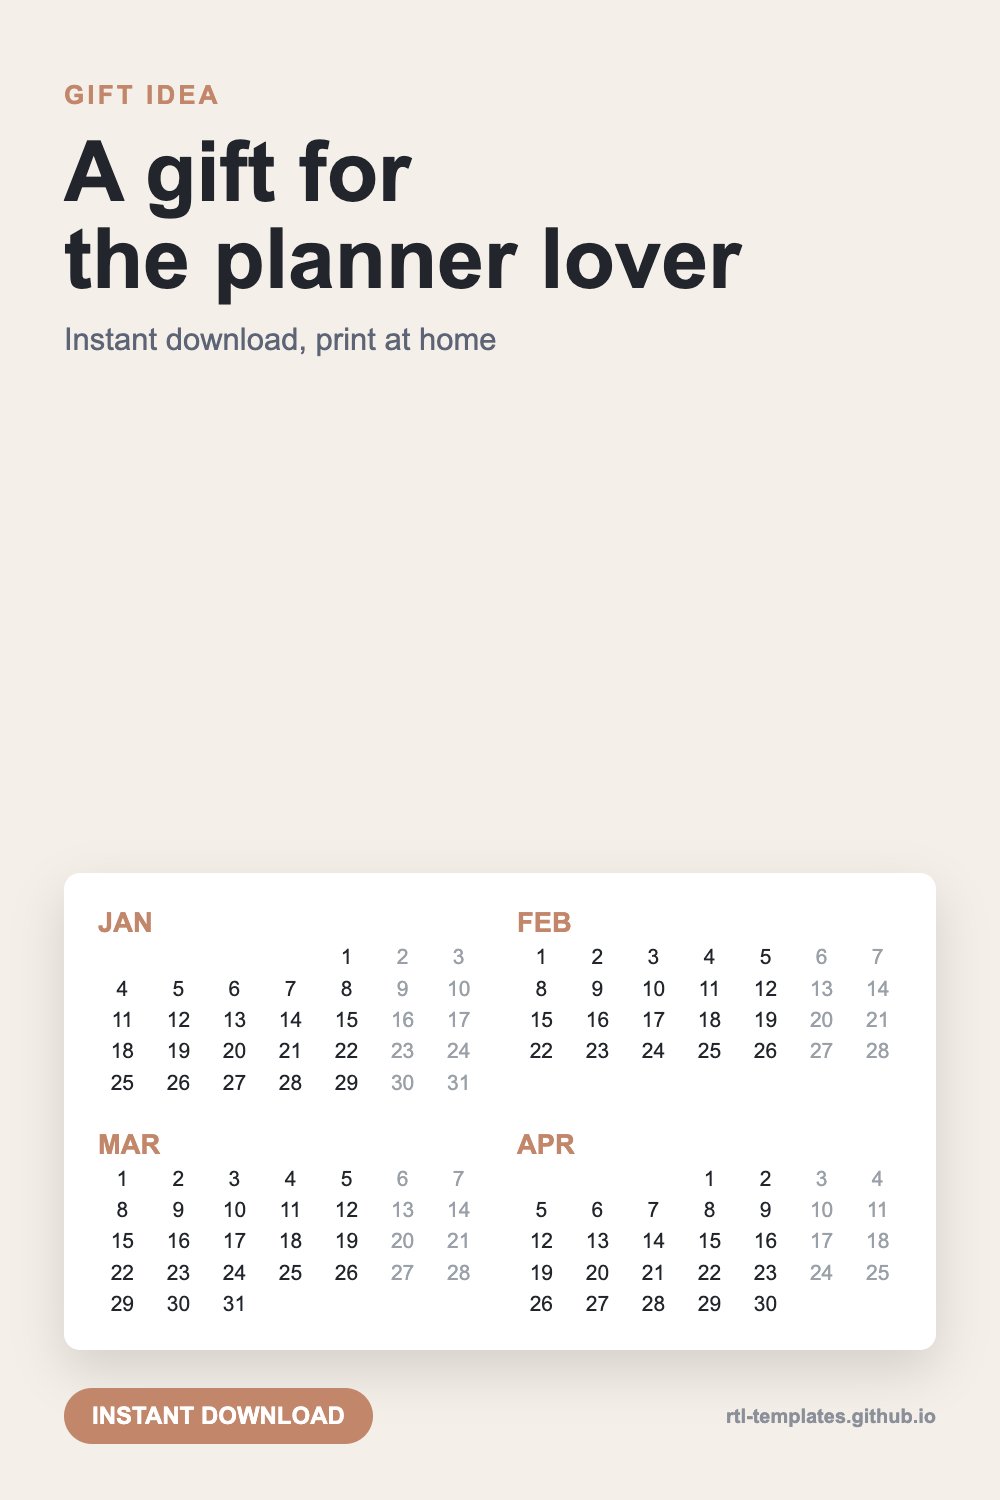 GIFT IDEA
A gift for
the planner lover
Instant download, print at home
JAN
1 2 3
4 5 6 7 8 9 10
11 12 13 14 15 16 17
18 19 20 21 22 23 24
25 26 27 28 29 30 31
FEB
1 2 3 4 5 6 7
8 9 10 11 12 13 14
15 16 17 18 19 20 21
22 23 24 25 26 27 28
MAR
1 2 3 4 5 6 7
8 9 10 11 12 13 14
15 16 17 18 19 20 21
22 23 24 25 26 27 28
29 30 31
APR
1 2 3 4
5 6 7 8 9 10 11
12 13 14 15 16 17 18
19 20 21 22 23 24 25
26 27 28 29 30
INSTANT DOWNLOAD
rtl-templates.github.io